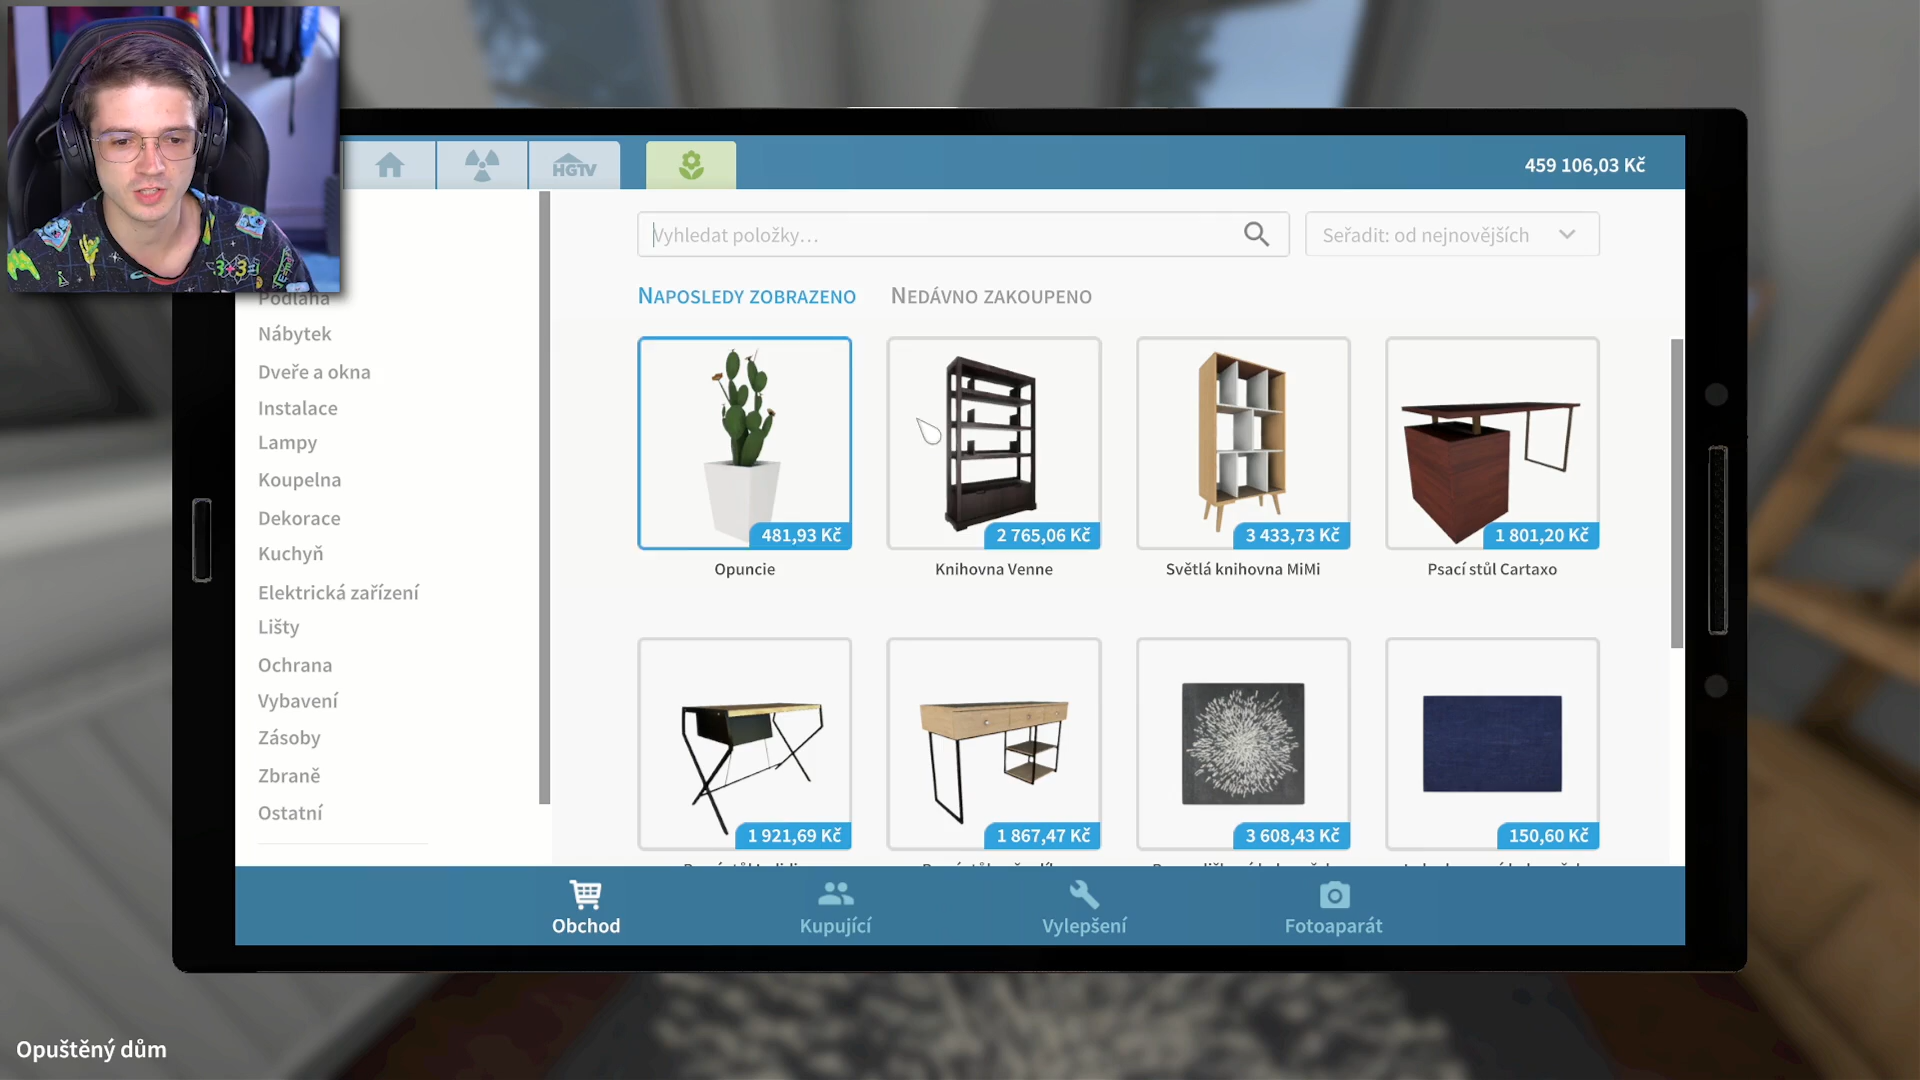 HGTV
459 106,03 Kč
Vyhledat položky...
Seřadit: od nejnovějších
NAPOSLEDY ZOBRAZENO
NEDÁVNO ZAKOUPENO
Podlaha
Nábytek
Dveře a okna
Instalace
Lampy
Koupelna
Dekorace
Kuchyň
Elektrická zařízení
Lišty
Ochrana
Vybavení
Zásoby
Zbraně
Ostatní
481,93 Kč
Opuncie
2 765,06 Kč
Knihovna Venne
3 433,73 Kč
Světlá knihovna MiMi
1 801,20 Kč
Psací stůl Cartaxo
1 921,69 Kč
1 867,47 Kč
3 608,43 Kč
150,60 Kč
Obchod
Kupující
Vylepšení
Fotoaparát
Opuštěný dům